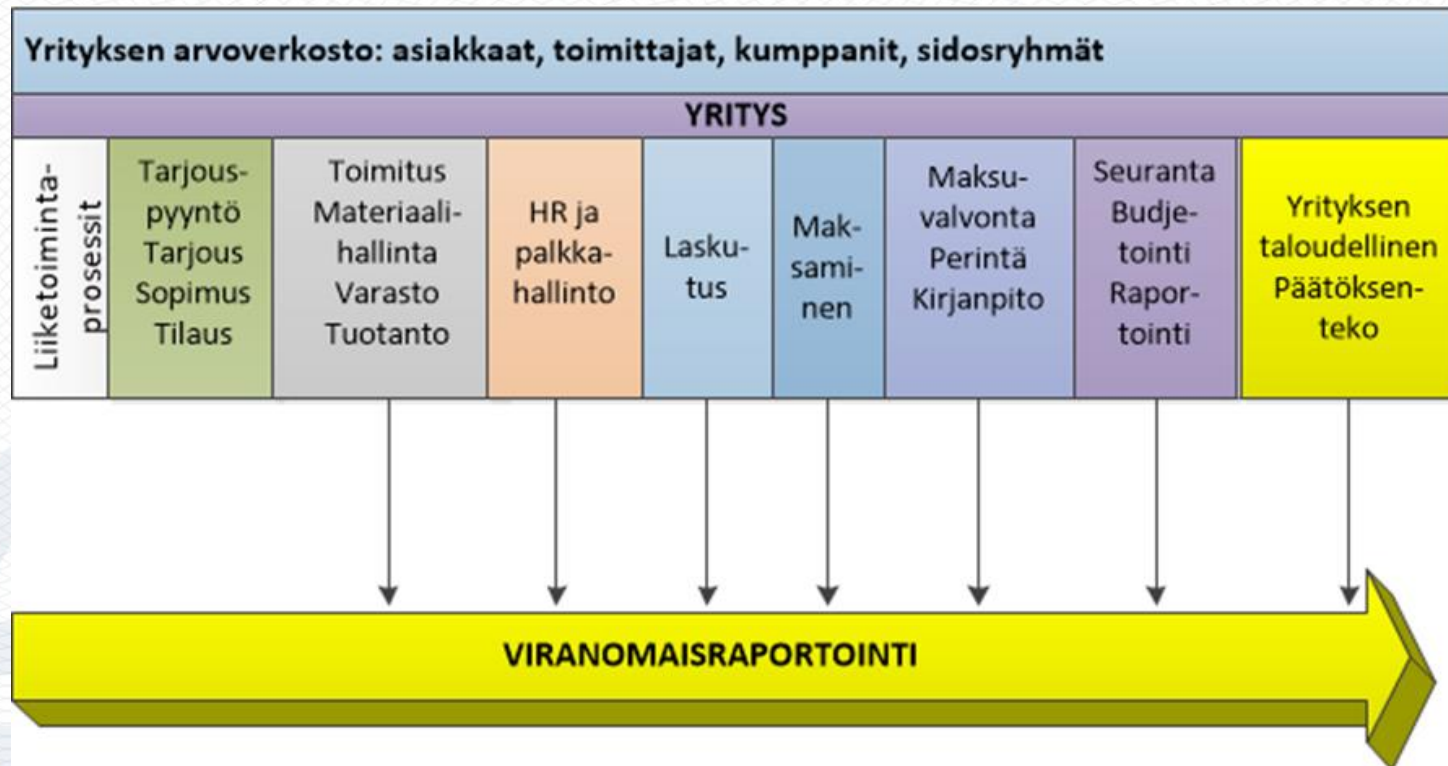 Yrityksen arvoverkosto: asiakkaat, toimittajat, kumppanit, sidosryhmät
YRITYS
Liiketoiminta-
prosessit
Tarjous-
pyyntö
Tarjous
Sopimus
Tilaus
Toimitus
Materiaali-
hallinta
Varasto
Tuotanto
HR ja
palkka-
hallinto
Lasku-
tus
Mak-
sami-
nen
Maksu-
valvonta
Perintä
Kirjanpito
Seuranta
Budje-
tointi
Rapor-
tointi
Yrityksen
taloudellinen
Päätöksen-
teko
VIRANOMAISRAPORTOINTI